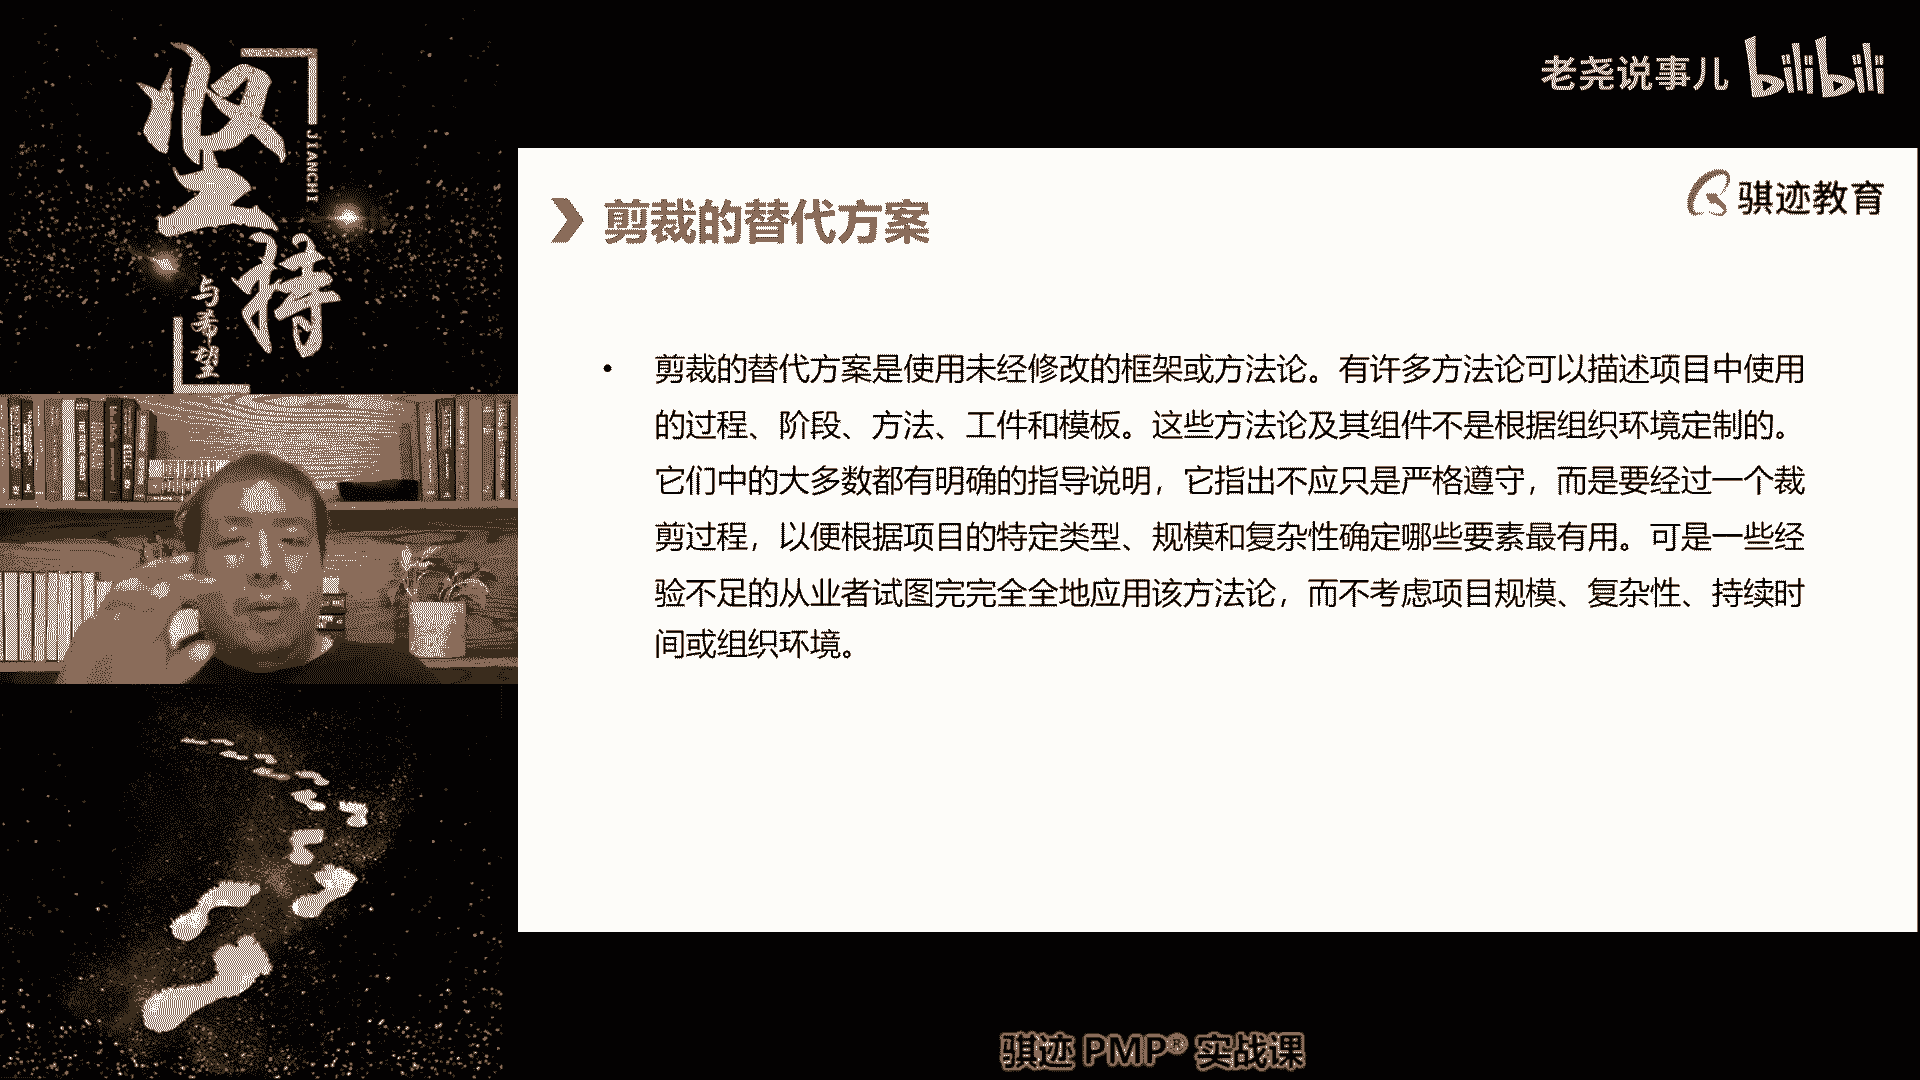 坚持
JIANCHI
与希望
老尧说事儿 bilibili
骐迹教育
剪裁的替代方案
• 剪裁的替代方案是使用未经修改的框架或方法论。有许多方法论可以描述项目中使用
的过程、阶段、方法、工件和模板。这些方法论及其组件不是根据组织环境定制的。
它们中的大多数都有明确的指导说明，它指出不应只是严格遵守，而是要经过一个裁
剪过程，以便根据项目的特定类型、规模和复杂性确定哪些要素最有用。可是一些经
验不足的从业者试图完完全全地应用该方法论，而不考虑项目规模、复杂性、持续时
间或组织环境。
骐迹 PMP® 实战课